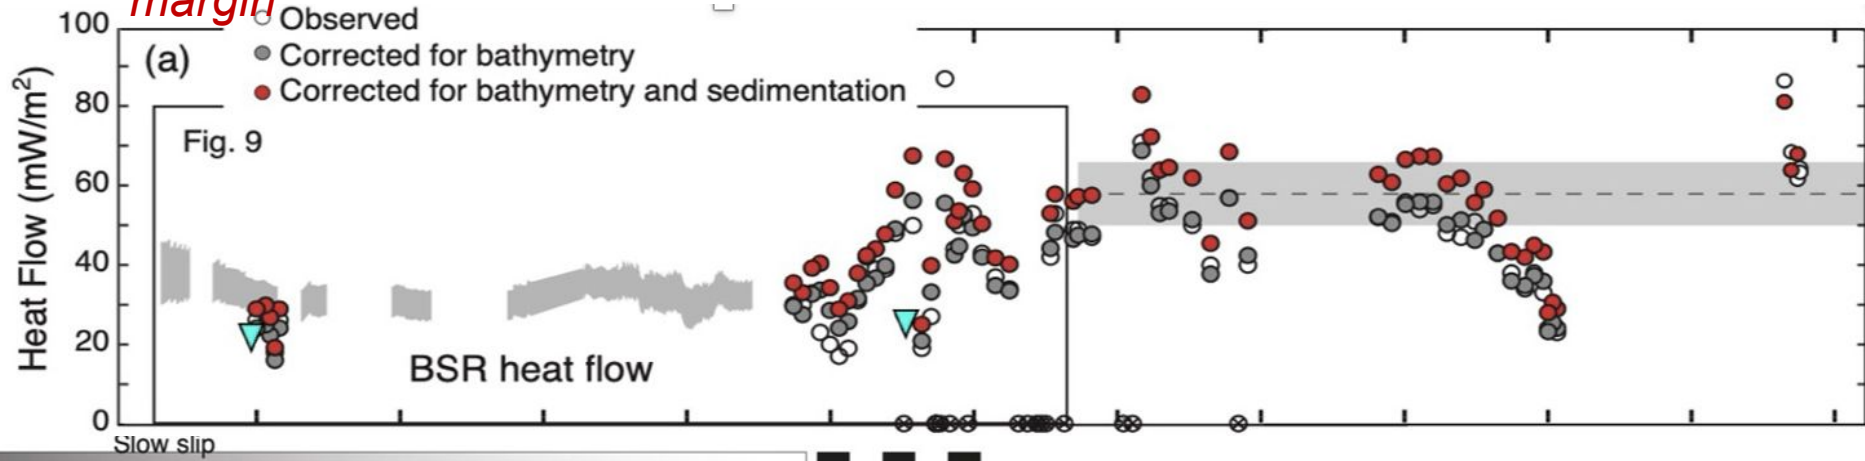 margin
Observed
Corrected for bathymetry
Corrected for bathymetry and sedimentation
(a)
Fig. 9
BSR heat flow
Heat Flow (mW/m²)
100
80
60
40
20
0
Slow slip